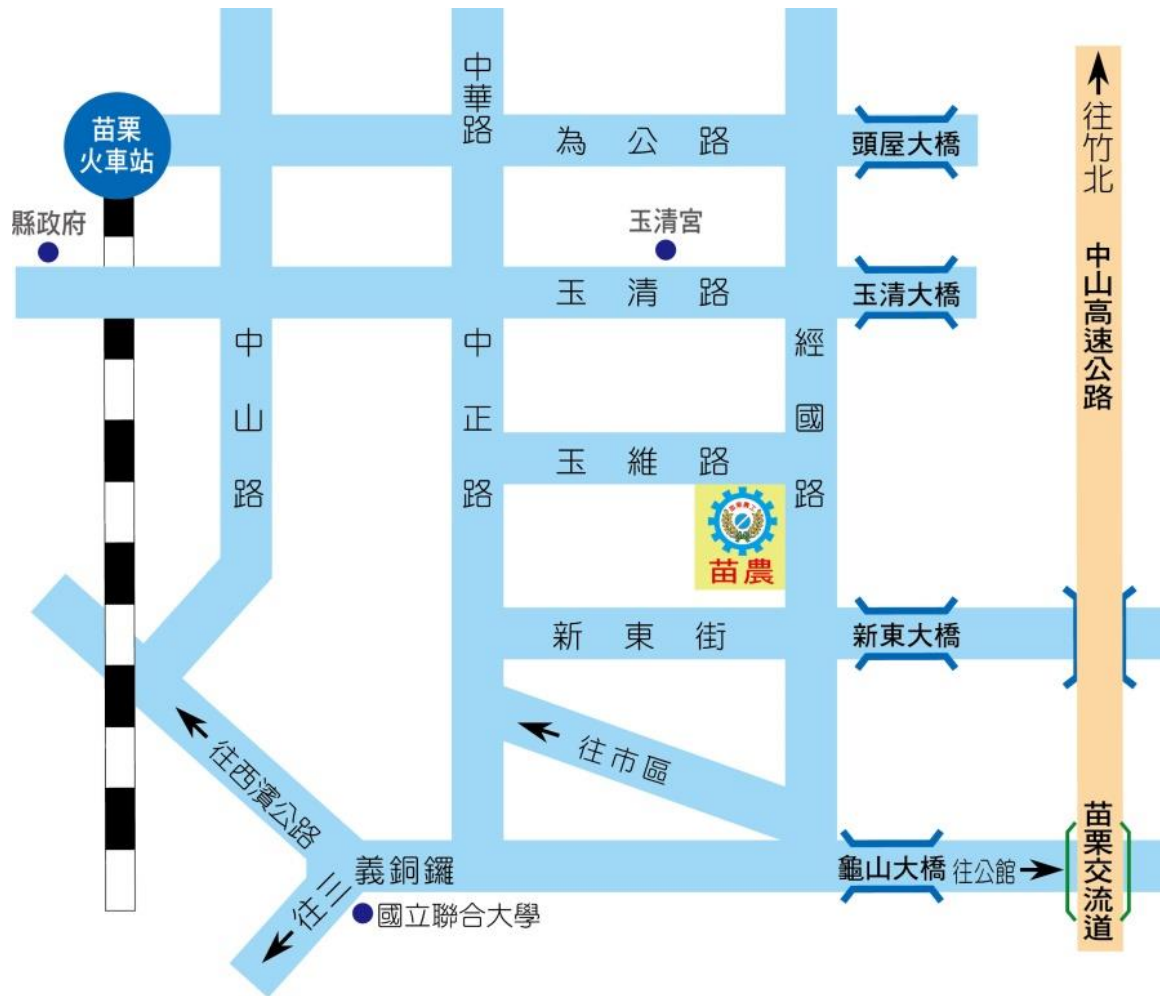 苗栗
火車站
中華路
為公路
頭屋大橋
往竹北
縣政府
玉清宮
玉清路
玉清大橋
中山高速公路
中山路
中正路
經國路
玉維路
苗農
新東街
新東大橋
往市區
往西濱公路
往三義銅鑼
國立聯合大學
龜山大橋
往公館
苗栗交流道